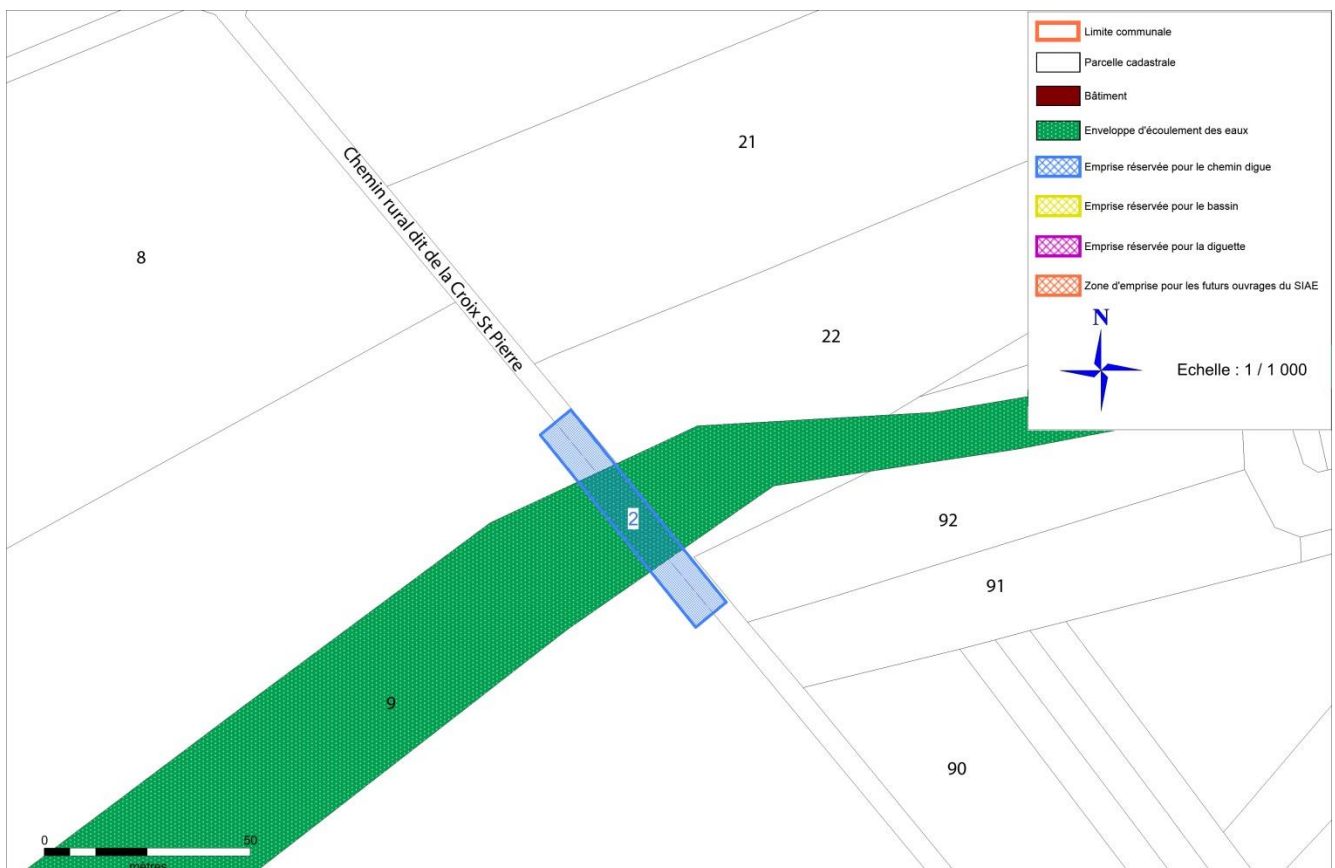 Limite communale
Parcelle cadastrale
Bâtiment
Enveloppe d'écoulement des eaux
Emprise réservée pour le chemin digue
Emprise réservée pour le bassin
Emprise réservée pour la diguette
Zone d'emprise pour les futurs ouvrages du SIAE
N
Echelle : 1 / 1 000
21
Chemin rural dit de la Croix St Pierre
8
22
2
92
91
9
90
0 50
mètres